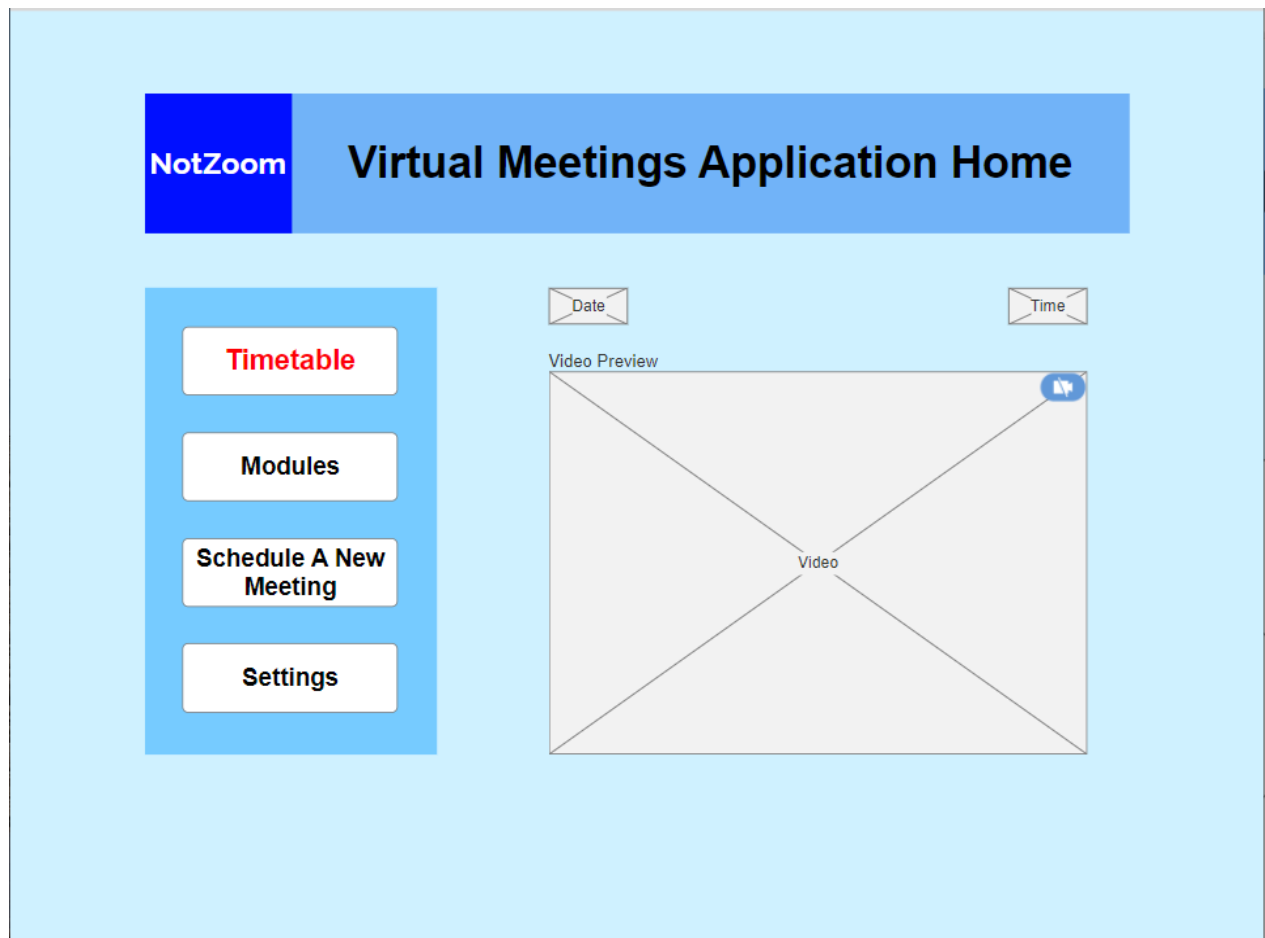 NotZoom
Virtual Meetings Application Home
Timetable
Modules
Schedule A New
Meeting
Settings
Date
Time
Video Preview
Video